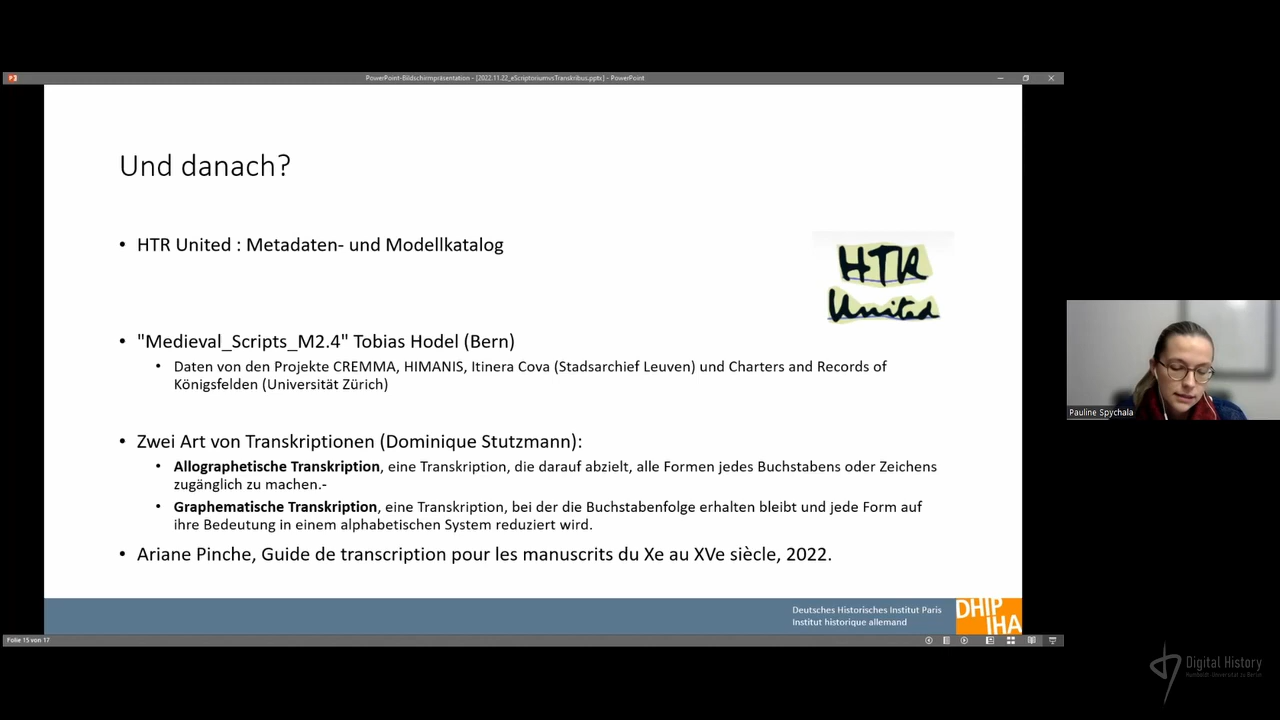 PowerPoint-Bildschirmpräsentation - [2022.11.22_eScriptoriumvsTranskribus.pptx] - PowerPoint
Und danach?
• HTR United : Metadaten- und Modellkatalog
HTR
United
• "Medieval_Scripts_M2.4" Tobias Hodel (Bern)
• Daten von den Projekte CREMMA, HIMANIS, Itinera Cova (Stadsarchief Leuven) und Charters and Records of
Königsfelden (Universität Zürich)
• Zwei Art von Transkriptionen (Dominique Stutzmann):
• Allographetische Transkription, eine Transkription, die darauf abzielt, alle Formen jedes Buchstabens oder Zeichens
zugänglich zu machen.-
• Graphematische Transkription, eine Transkription, bei der die Buchstabenfolge erhalten bleibt und jede Form auf
ihre Bedeutung in einem alphabetischen System reduziert wird.
• Ariane Pinche, Guide de transcription pour les manuscrits du Xe au XVe siècle, 2022.
Deutsches Historisches Institut Paris
Institut historique allemand
DHIP
IHA
Folie 15 von 17
Pauline Spychala
Digital History
Humboldt-Universität zu Berlin